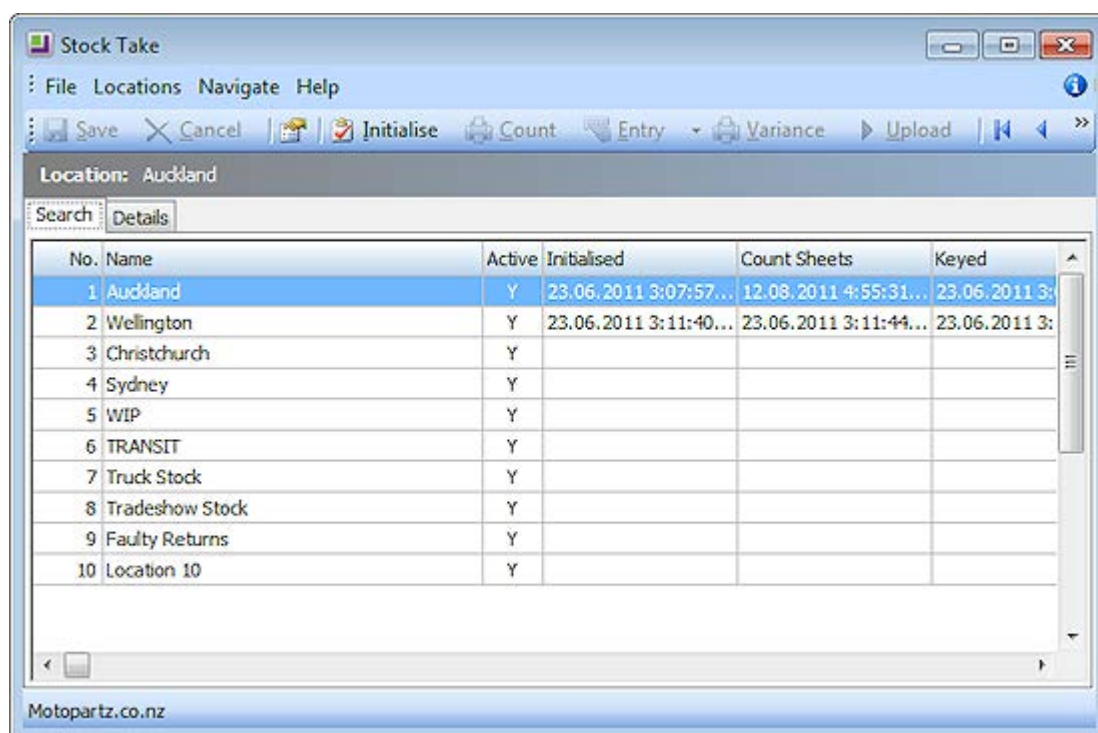 Stock Take
File Locations Navigate Help
Save Cancel Initialise Count Entry Variance Upload »
Location: Auckland
Search Details
No. Name Active Initialised Count Sheets Keyed
1 Auckland Y 23.06.2011 3:07:57... 12.08.2011 4:55:31... 23.06.2011 3:
2 Wellington Y 23.06.2011 3:11:40... 23.06.2011 3:11:44... 23.06.2011 3:
3 Christchurch Y
4 Sydney Y
5 WIP Y
6 TRANSIT Y
7 Truck Stock Y
8 Tradeshow Stock Y
9 Faulty Returns Y
10 Location 10 Y
Motopartz.co.nz